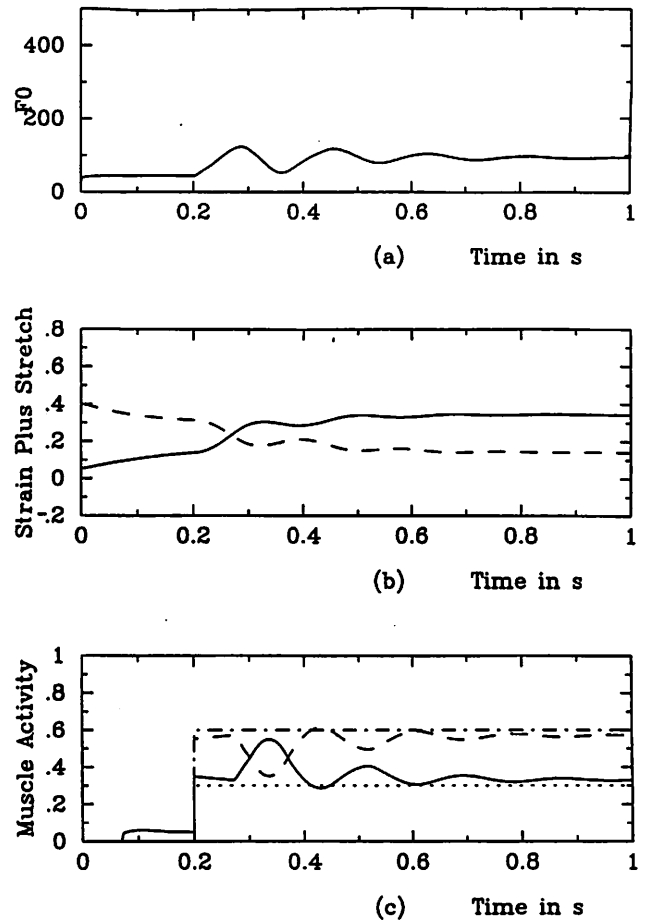 400
F0
200
0
0 0.2 0.4 0.6 0.8 1
(a) Time in s
Strain Plus Stretch
.8
.6
.4
.2
0
-.2
0 0.2 0.4 0.6 0.8 1
(b) Time in s
Muscle Activity
1
.8
.6
.4
.2
0
0 0.2 0.4 0.6 0.8 1
(c) Time in s